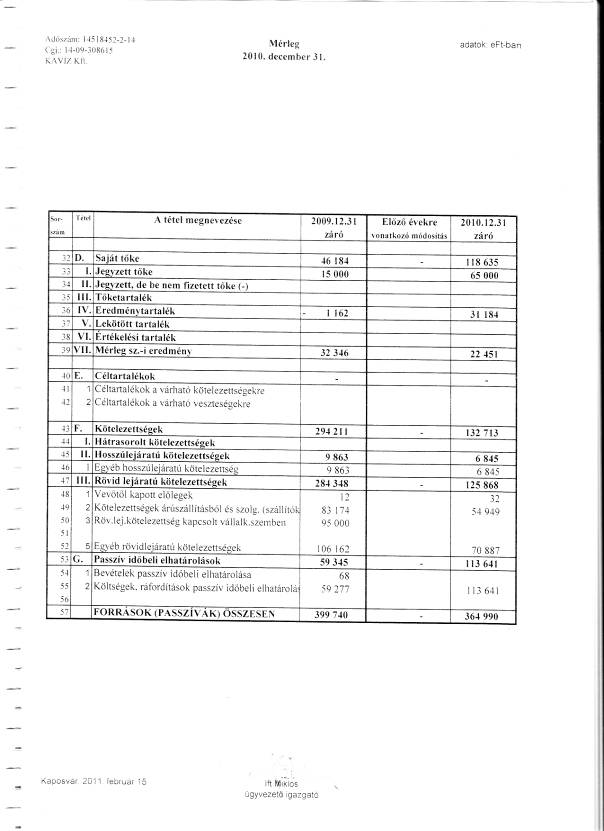 Adószám: 14518452-2-14
Cgj.: 14-09-308615
KAVÍZ Kft.
Mérleg
2010. december 31.
adatok: eFt-ban
Sor-szám Tétel A tétel megnevezése 2009.12.31 záró Előző évekre vonatkozó módosítás 2010.12.31 záró
32 D. Saját tőke 46 184 - 118 635
33 I. Jegyzett tőke 15 000 65 000
34 II. Jegyzett, de be nem fizetett tőke (-)
35 III. Tőketartalék
36 IV. Eredménytartalék - 1 162 31 184
37 V. Lekötött tartalék
38 VI. Értékelési tartalék
39 VII. Mérleg sz.-i eredmény 32 346 22 451
40 E. Céltartalékok - -
41 1 Céltartalékok a várható kötelezettségekre
42 2 Céltartalékok a várható veszteségekre
43 F. Kötelezettségek 294 211 - 132 713
44 I. Hátrasorolt kötelezettségek
45 II. Hosszúlejáratú kötelezettségek 9 863 - 6 845
46 1 Egyéb hosszúlejáratú kötelezettség 9 863 6 845
47 III. Rövid lejáratú kötelezettségek 284 348 - 125 868
48 1 Vevőtől kapott előlegek 12 32
49 2 Kötelezettségek áruszállításból és szolg. (szállítók 83 174 54 949
50 3 Röv.lej.kötelezettség kapcsolt vállalk.szemben 95 000
51
52 5 Egyéb rövidlejáratú kötelezettségek 106 162 70 887
53 G. Passzív időbeli elhatárolások 59 345 - 113 641
54 1 Bevételek passzív időbeli elhatárolása 68
55 2 Költségek, ráfordítások passzív időbeli elhatárolás 59 277 113 641
56
57 FORRÁSOK (PASSZÍVÁK) ÖSSZESEN 399 740 - 364 990
Kaposvár, 2011. február 15
Ift Miklós
ügyvezető igazgató